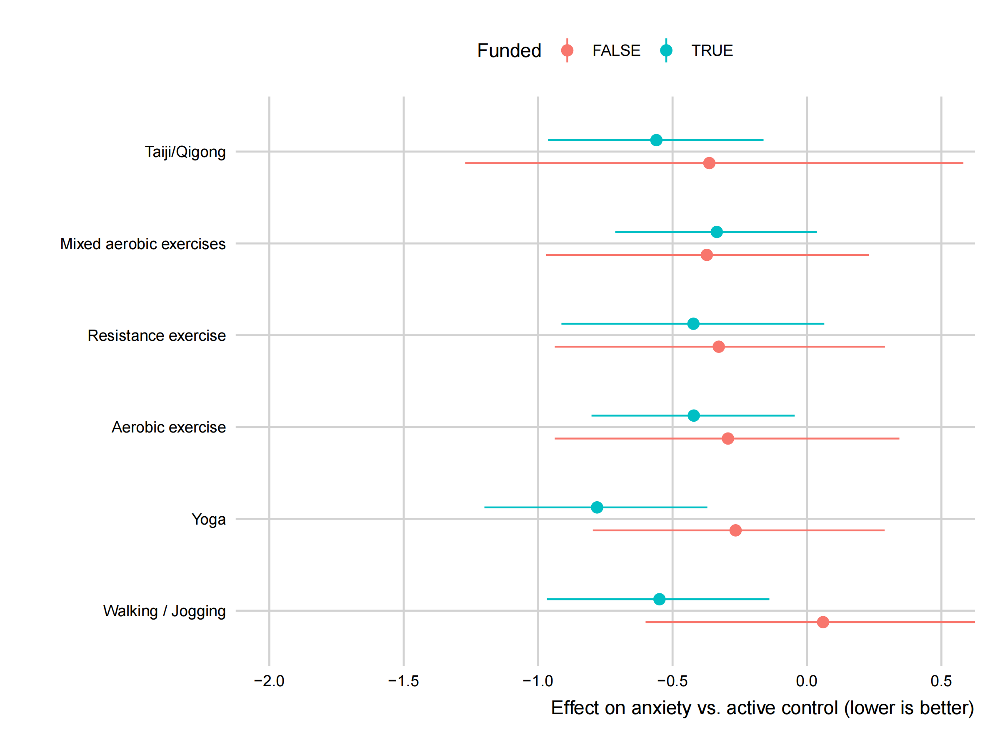 Funded FALSE TRUE
Taiji/Qigong
Mixed aerobic exercises
Resistance exercise
Aerobic exercise
Yoga
Walking / Jogging
−2.0 −1.5 −1.0 −0.5 0.0 0.5
Effect on anxiety vs. active control (lower is better)